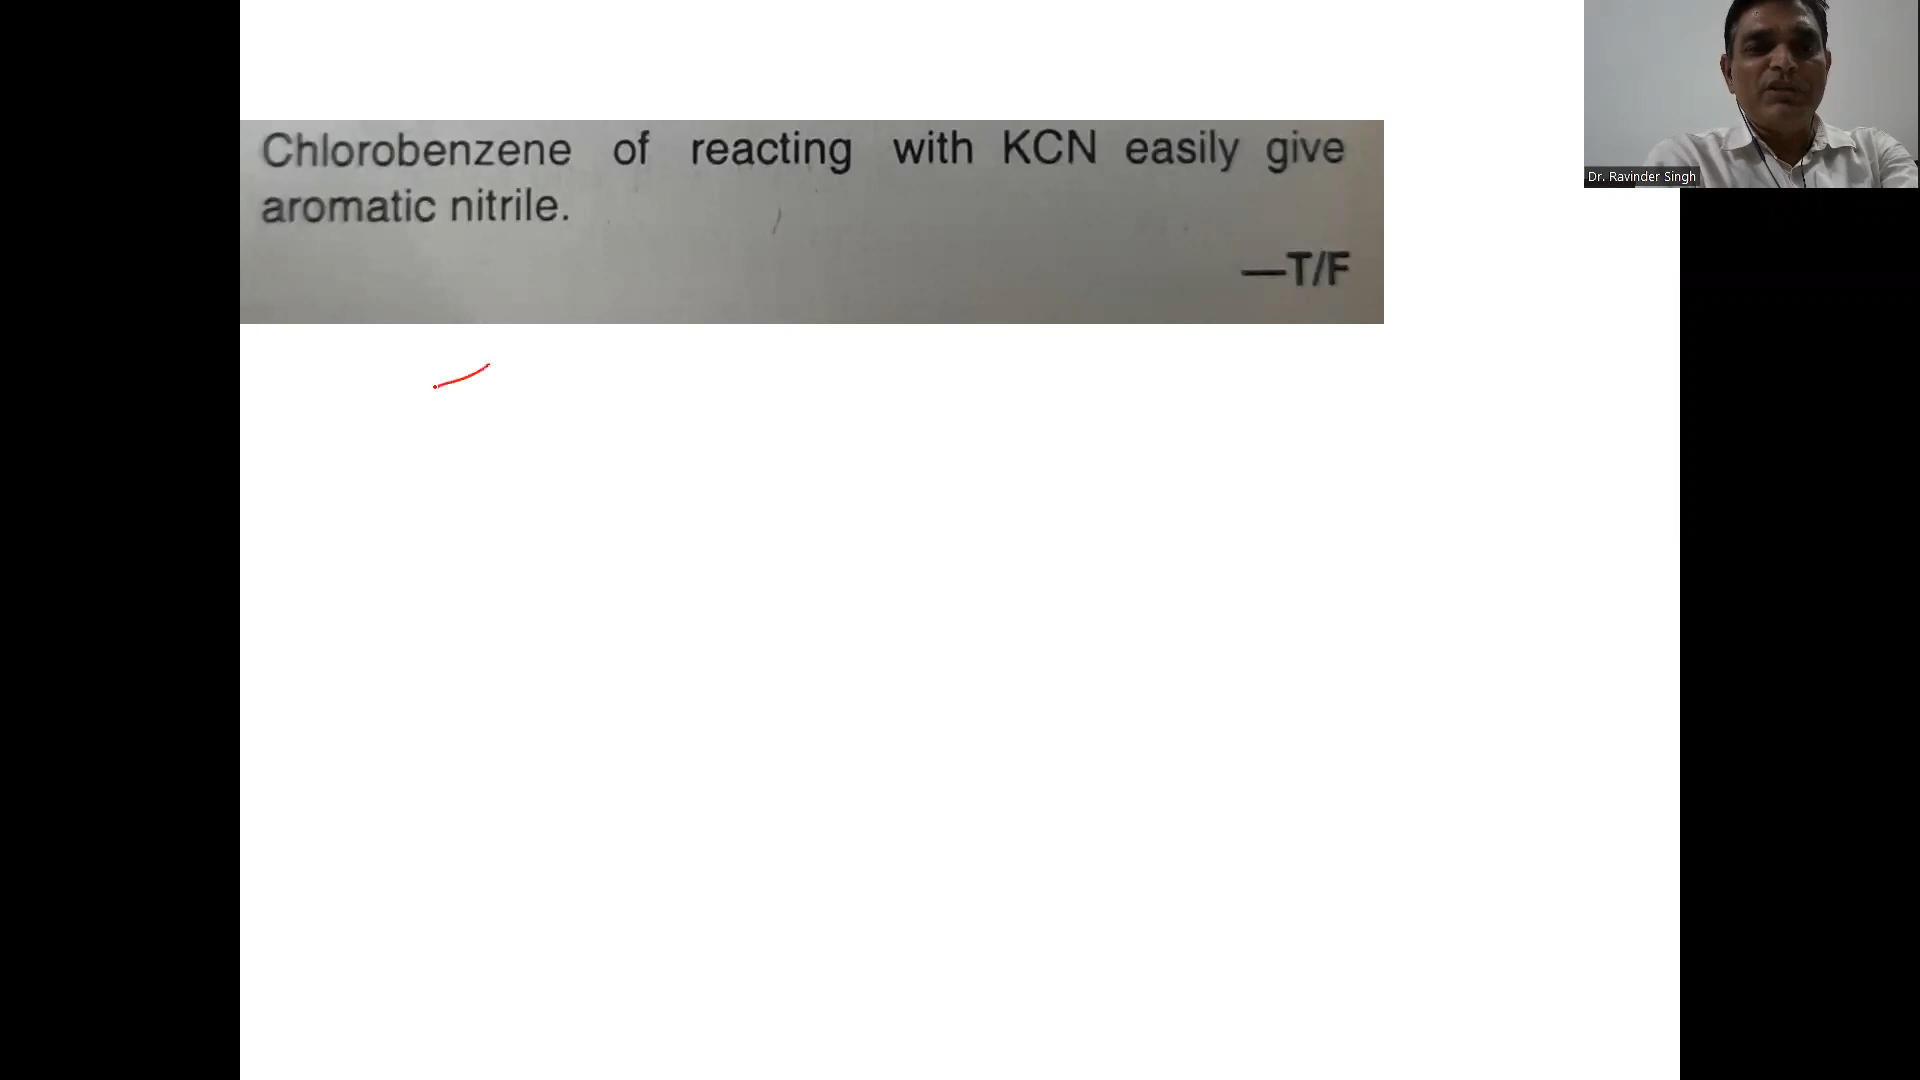 Chlorobenzene of reacting with KCN easily give
aromatic nitrile.
—T/F
Dr. Ravinder Singh